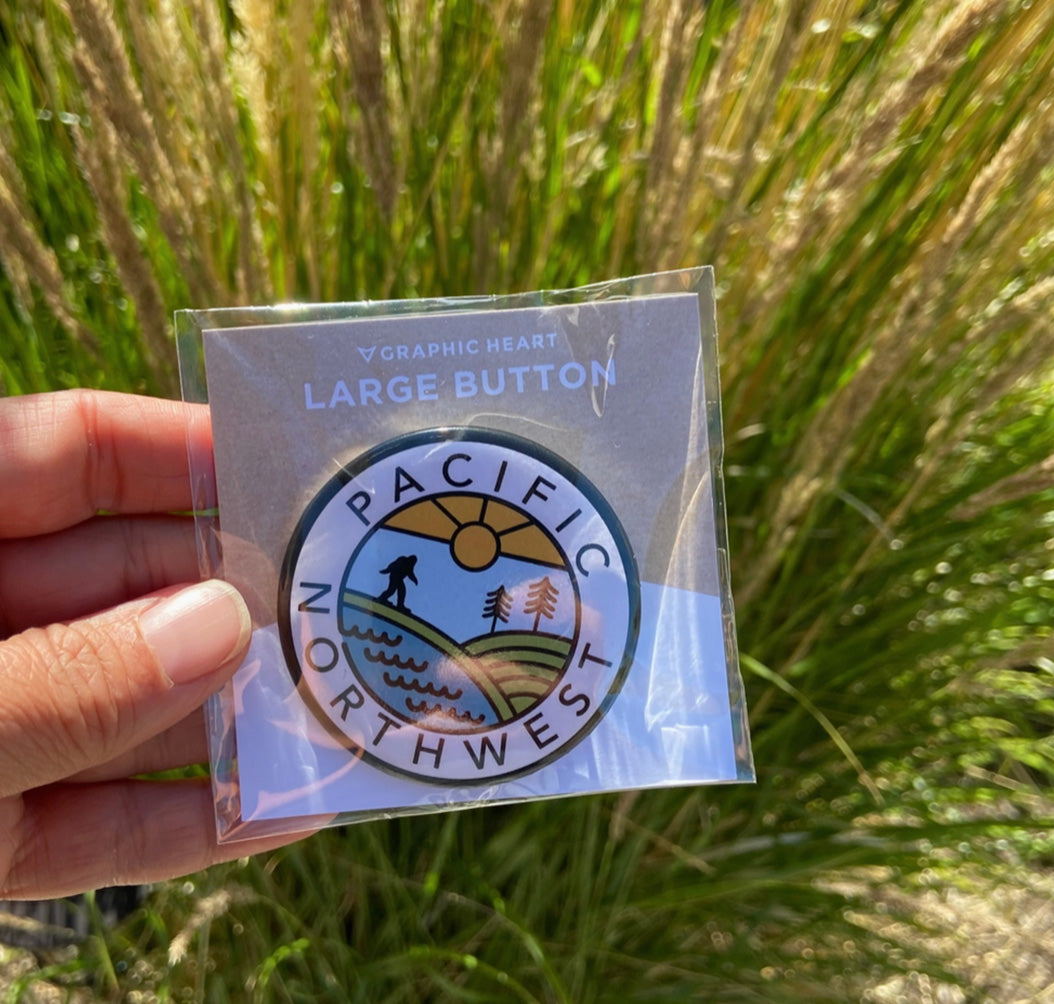 GRAPHIC HEART
LARGE BUTTON
PACIFIC
NORTHWEST